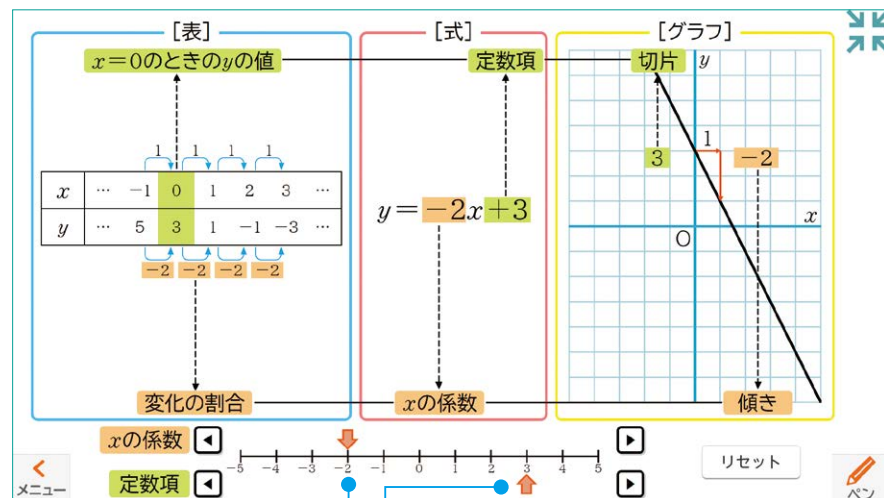 [表] [式] [グラフ]
x=0のときのyの値 定数項 切片 y
1 1 1 1
3 1 −2
x … −1 0 1 2 3 … x
y … 5 3 1 −1 −3 …
y=−2x+3
O
−2 −2 −2 −2
変化の割合 xの係数 傾き
xの係数
−5 −4 −3 −2 −1 0 1 2 3 4 5
定数項
リセット
メニュー
ペン